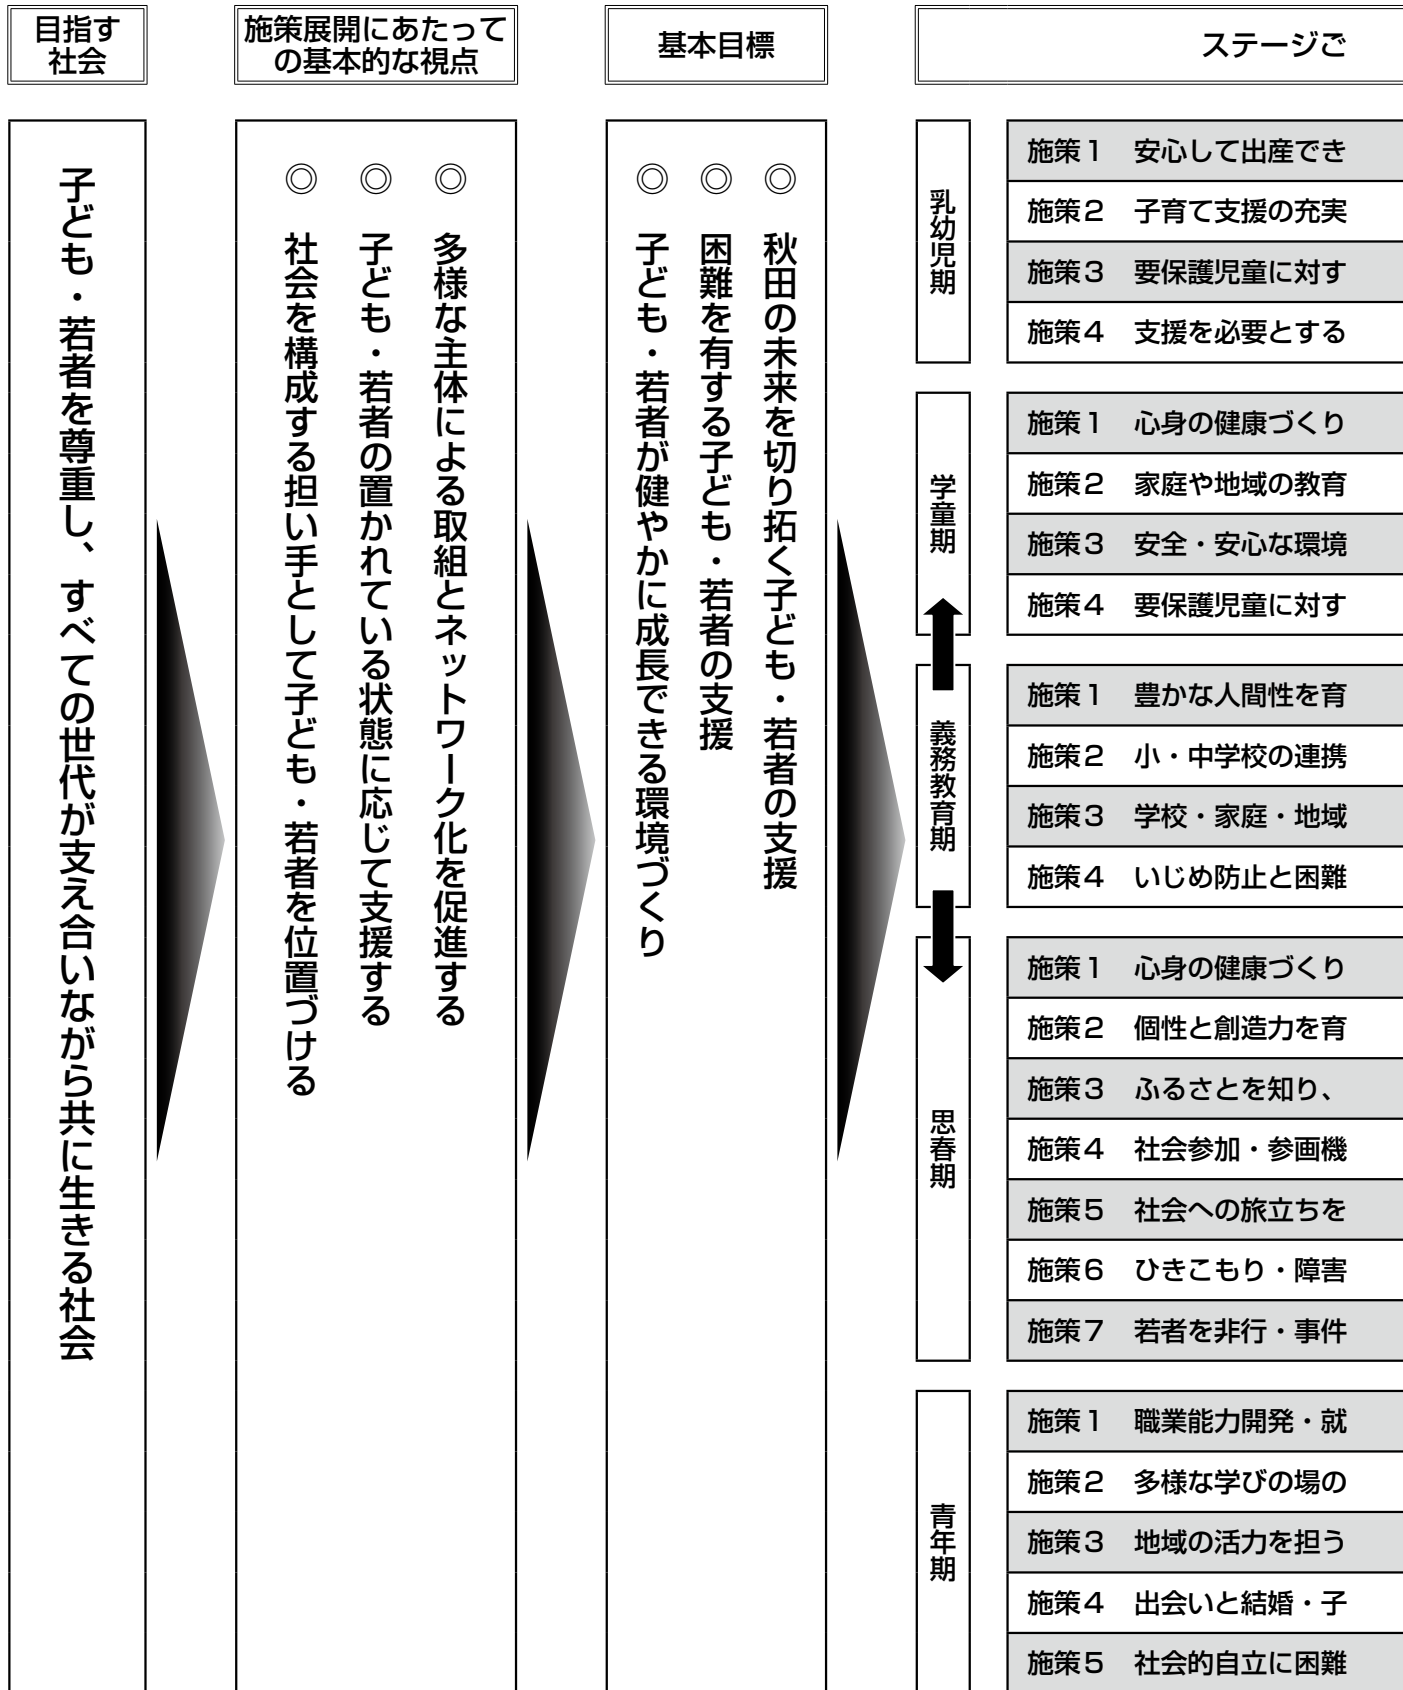 目指す
社会
施策展開にあたって
の基本的な視点
基本目標
ステージご
子ども・若者を尊重し、すべての世代が支え合いながら共に生きる社会
◎ 多様な主体による取組とネットワーク化を促進する
◎ 子ども・若者の置かれている状態に応じて支援する
◎ 社会を構成する担い手として子ども・若者を位置づける
◎ 秋田の未来を切り拓く子ども・若者の支援
◎ 困難を有する子ども・若者の支援
◎ 子ども・若者が健やかに成長できる環境づくり
乳幼児期
施策1 安心して出産でき
施策2 子育て支援の充実
施策3 要保護児童に対す
施策4 支援を必要とする
学童期
施策1 心身の健康づくり
施策2 家庭や地域の教育
施策3 安全・安心な環境
施策4 要保護児童に対す
義務教育期
施策1 豊かな人間性を育
施策2 小・中学校の連携
施策3 学校・家庭・地域
施策4 いじめ防止と困難
思春期
施策1 心身の健康づくり
施策2 個性と創造力を育
施策3 ふるさとを知り、
施策4 社会参加・参画機
施策5 社会への旅立ちを
施策6 ひきこもり・障害
施策7 若者を非行・事件
青年期
施策1 職業能力開発・就
施策2 多様な学びの場の
施策3 地域の活力を担う
施策4 出会いと結婚・子
施策5 社会的自立に困難